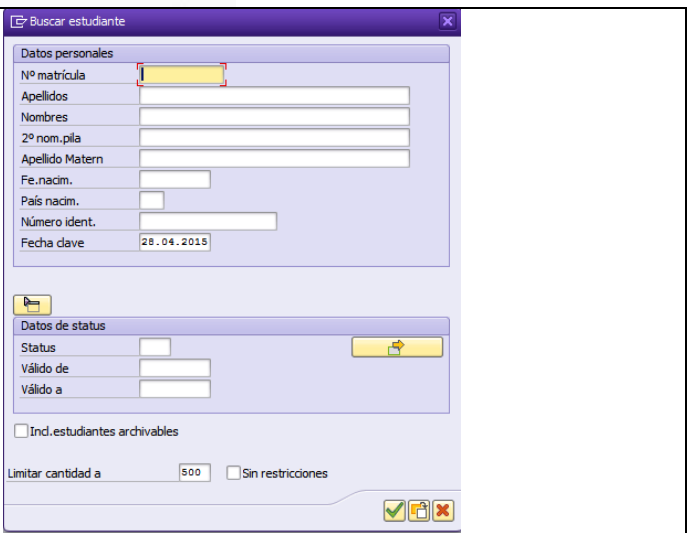 Buscar estudiante
Datos personales
Nº matrícula
Apellidos
Nombres
2º nom.pila
Apellido Matern
Fe.nacim.
País nacim.
Número ident.
Fecha clave 28.04.2015
Datos de status
Status
Válido de
Válido a
Incl.estudiantes archivables
Limitar cantidad a 500 Sin restricciones